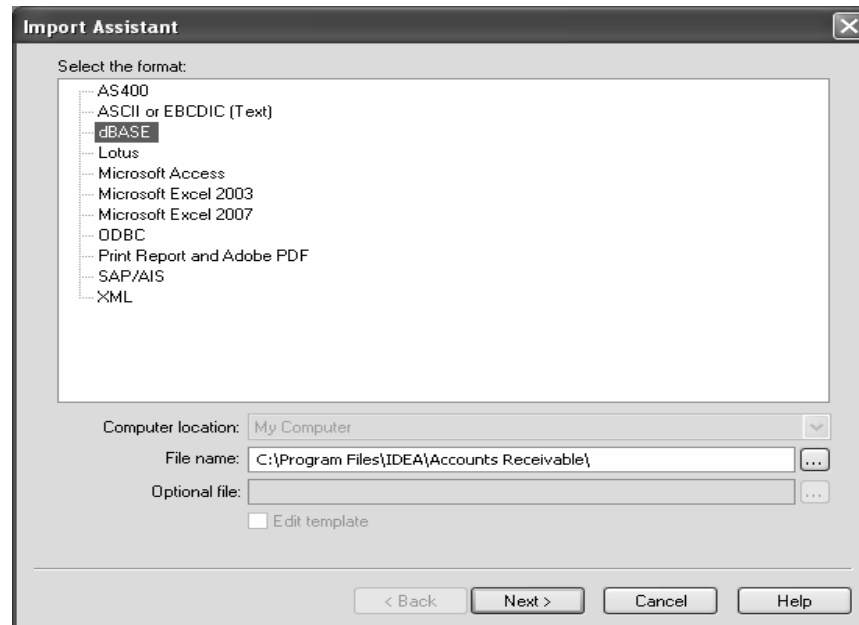 Import Assistant
Select the format:
AS400
ASCII or EBCDIC (Text)
dBASE
Lotus
Microsoft Access
Microsoft Excel 2003
Microsoft Excel 2007
ODBC
Print Report and Adobe PDF
SAP/AIS
XML
Computer location: My Computer
File name: C:\Program Files\IDEA\Accounts Receivable\ ...
Optional file: ...
Edit template
< Back Next > Cancel Help